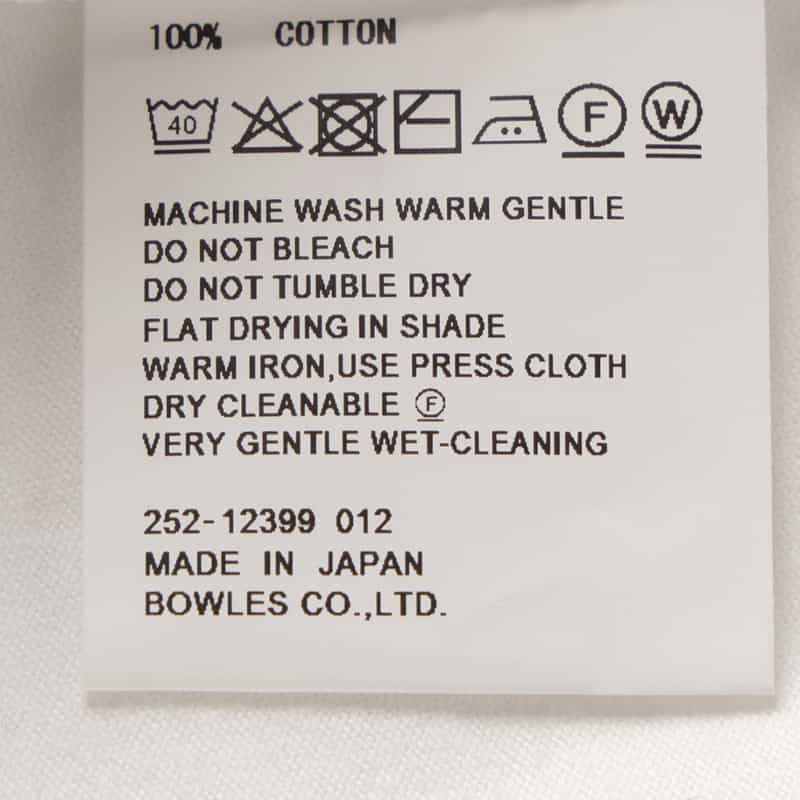 100% COTTON
40 F W
MACHINE WASH WARM GENTLE
DO NOT BLEACH
DO NOT TUMBLE DRY
FLAT DRYING IN SHADE
WARM IRON,USE PRESS CLOTH
DRY CLEANABLE Ⓕ
VERY GENTLE WET-CLEANING
252-12399 012
MADE IN JAPAN
BOWLES CO.,LTD.